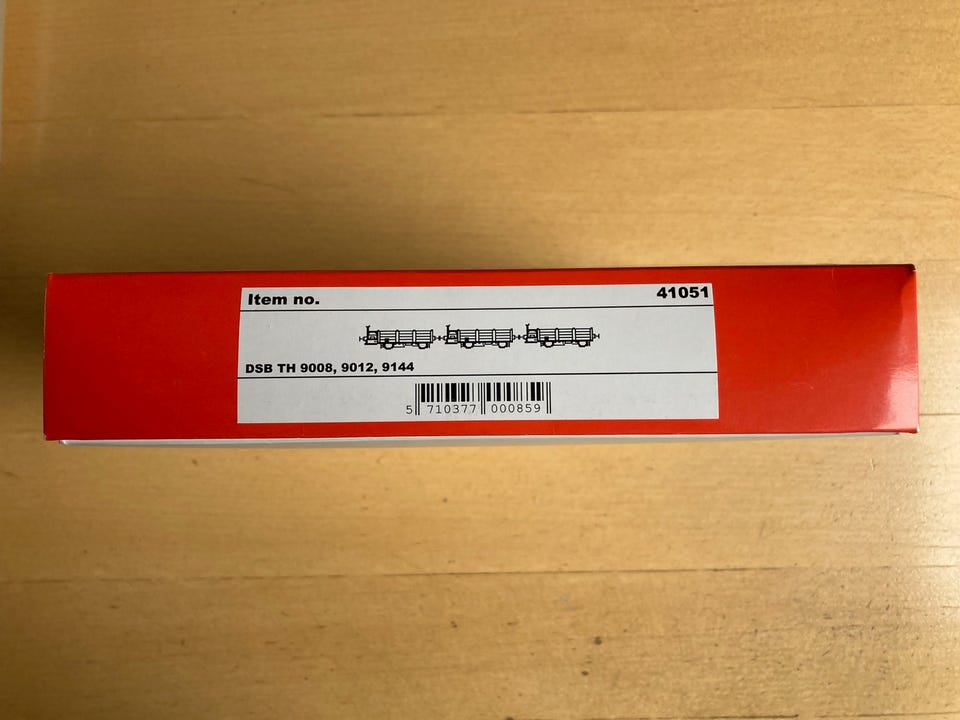 Item no. 41051
DSB TH 9008, 9012, 9144
5 710377 000859